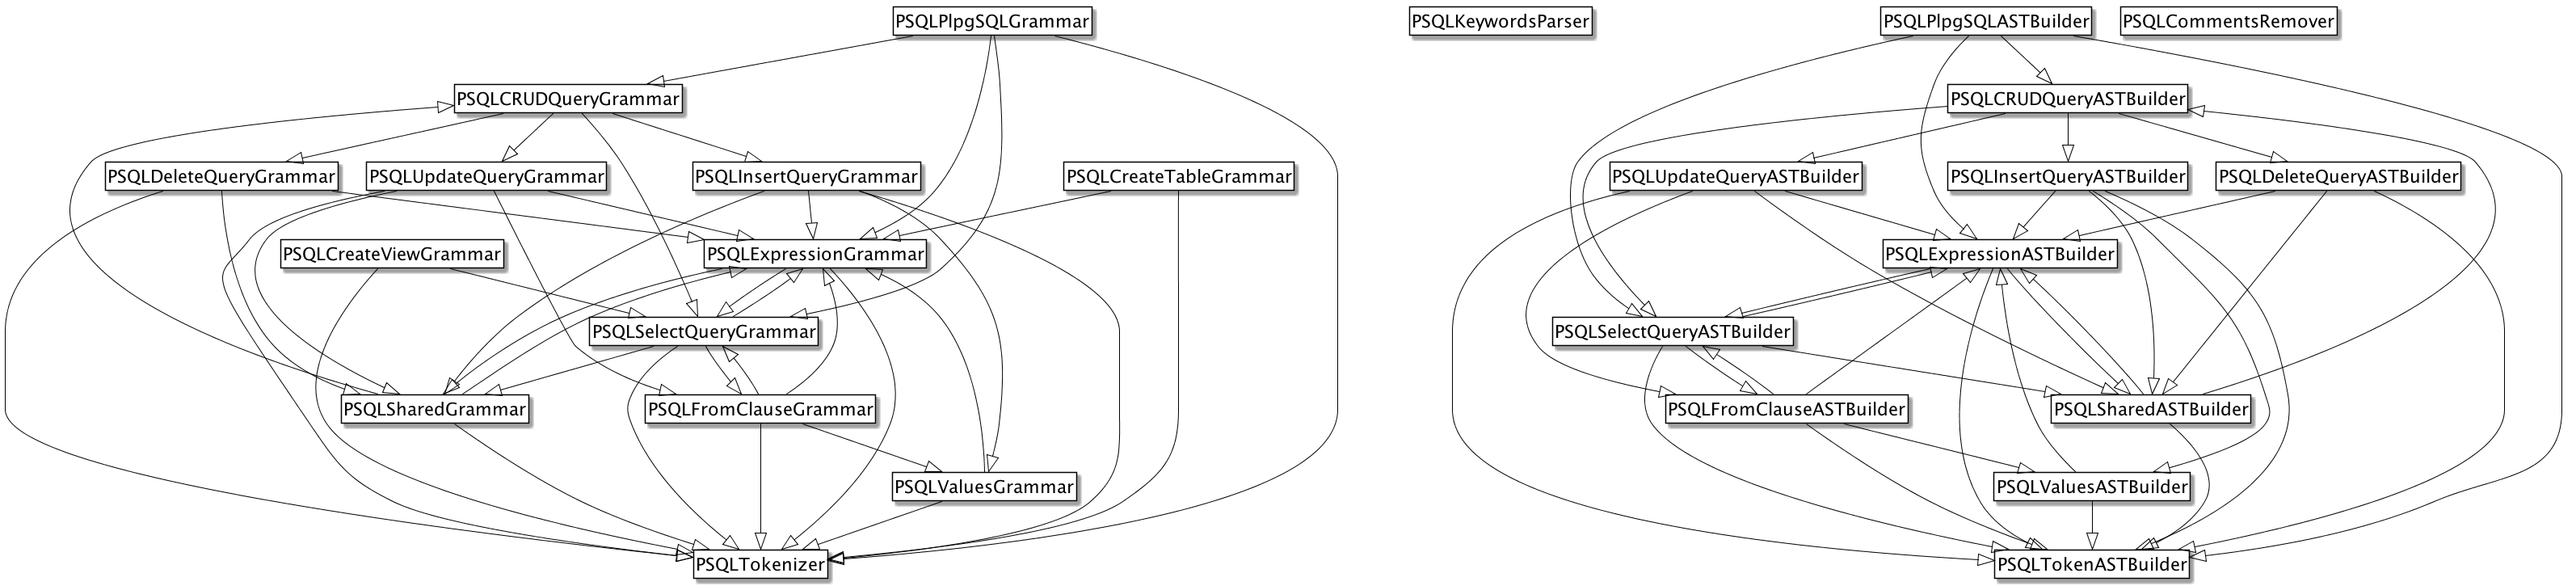 PSQLPlpgSQLGrammar
PSQLKeywordsParser
PSQLPlpgSQLASTBuilder
PSQLCommentsRemover
PSQLCRUDQueryGrammar
PSQLCRUDQueryASTBuilder
PSQLDeleteQueryGrammar
PSQLUpdateQueryGrammar
PSQLInsertQueryGrammar
PSQLCreateTableGrammar
PSQLUpdateQueryASTBuilder
PSQLInsertQueryASTBuilder
PSQLDeleteQueryASTBuilder
PSQLCreateViewGrammar
PSQLExpressionGrammar
PSQLExpressionASTBuilder
PSQLSelectQueryGrammar
PSQLSelectQueryASTBuilder
PSQLSharedGrammar
PSQLFromClauseGrammar
PSQLFromClauseASTBuilder
PSQLSharedASTBuilder
PSQLValuesGrammar
PSQLValuesASTBuilder
PSQLTokenizer
PSQLTokenASTBuilder